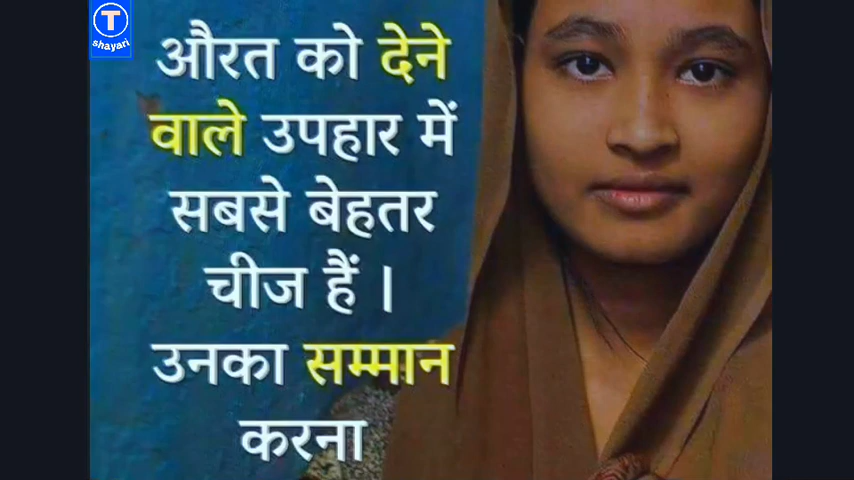 T
shayari
औरत को देने
वाले उपहार में
सबसे बेहतर
चीज हैं ।
उनका सम्मान
करना